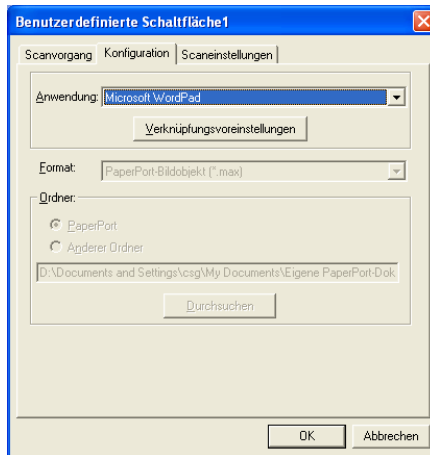 Benutzerdefinierte Schaltfläche1
Scanvorgang Konfiguration Scaneinstellungen
Anwendung: Microsoft WordPad
Verknüpfungsvoreinstellungen
Format: PaperPort-Bildobjekt (*.max)
Ordner:
PaperPort
Anderer Ordner
D:\Documents and Settings\csg\My Documents\Eigene PaperPort-Dok
Durchsuchen
OK Abbrechen